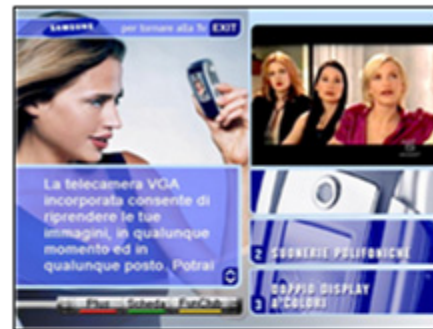 SAMSUNG
per tornare alla Tv EXIT
La telecamera VGA
incorporata consente di
riprendere le tue
immagini, in qualunque
momento ed in
qualunque posto. Potrai
Plus Scheda FunClub
2 SUONERIE POLIFONICHE
3 DOPPIO DISPLAY
A COLORI
5